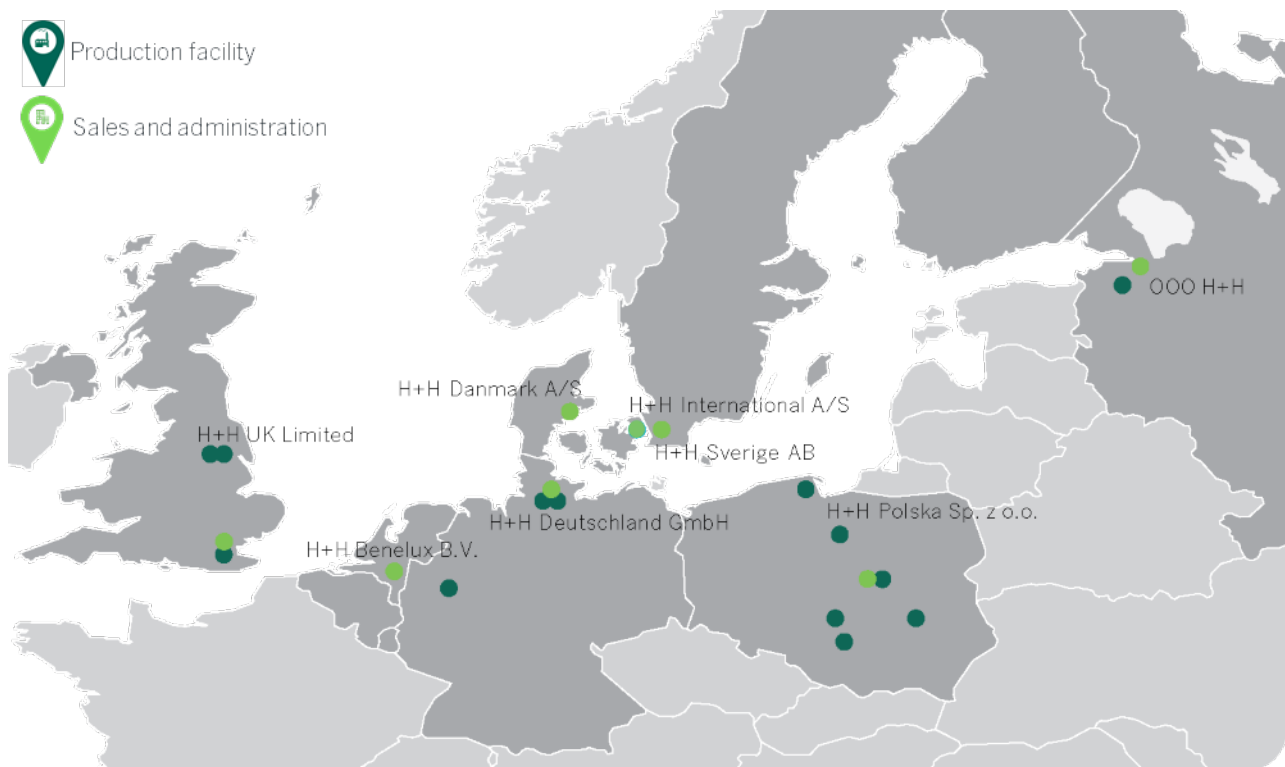 Production facility
Sales and administration
OOO H+H
H+H Danmark A/S
H+H International A/S
H+H UK Limited
H+H Sverige AB
H+H Polska Sp. z o.o.
H+H Deutschland GmbH
H+H Benelux B.V.